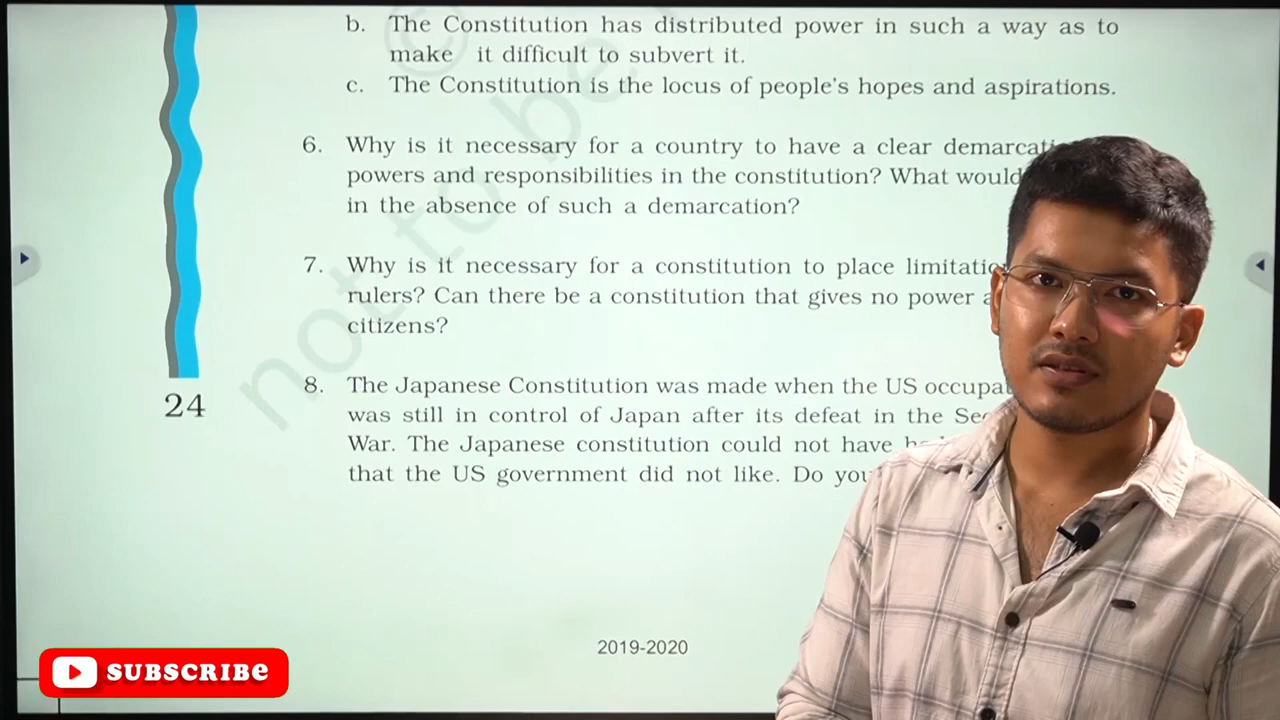 b. The Constitution has distributed power in such a way as to
make it difficult to subvert it.
c. The Constitution is the locus of people's hopes and aspirations.
6. Why is it necessary for a country to have a clear
powers and responsibilities in the constitution? What would
in the absence of such a demarcation?
7. Why is it necessary for a constitution to place
rulers? Can there be a constitution that gives no power
citizens?
8. The Japanese Constitution was made when the US
was still in control of Japan after its defeat in the
War. The Japanese constitution could not have
that the US government did not like. Do
24
not to be
©
2019-2020
SUBSCRIBE